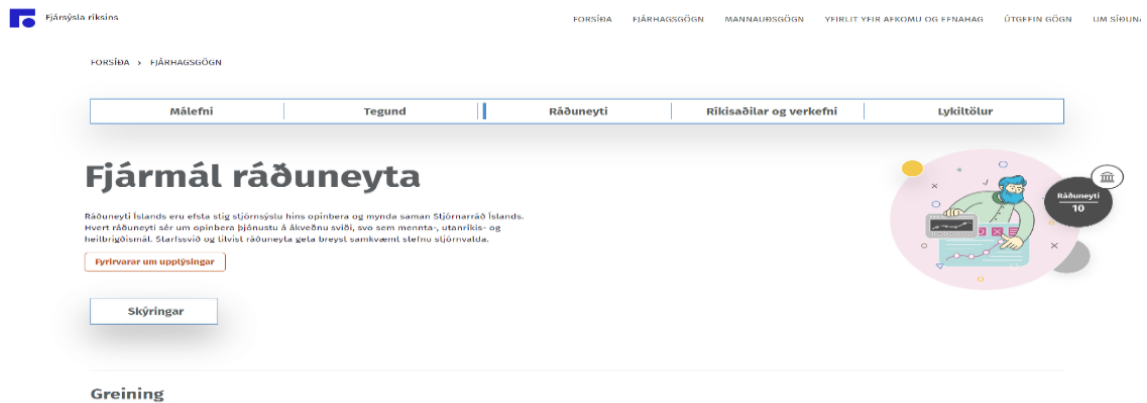 Fjársýsla ríksins
FORSÍÐA FJÁRHAGSGÖGN MANNAUÐSGÖGN YFIRLIT YFIR AFKOMU OG EFNAHAG ÚTGEFIN GÖGN UM SÍÐUNA
FORSÍÐA > FJÁRHAGSGÖGN
Málefni Tegund Ráðuneyti Ríkisaðilar og verkefni Lykiltölur
Fjármál ráðuneyta
Ráðuneyti Íslands eru efsta stig stjórnsýslu hins opinbera og mynda saman Stjórnarráð Íslands.
Hvert ráðuneyti sér um opinbera þjónustu á ákveðnu sviði, svo sem mennta-, utanríkis- og
heilbrigðismál. Starfssvið og tilvist ráðuneyta geta breyst samkvæmt stefnu stjórnvalda.
Fyrirvarar um upplýsingar
Ráðuneyti
10
Skýringar
Greining